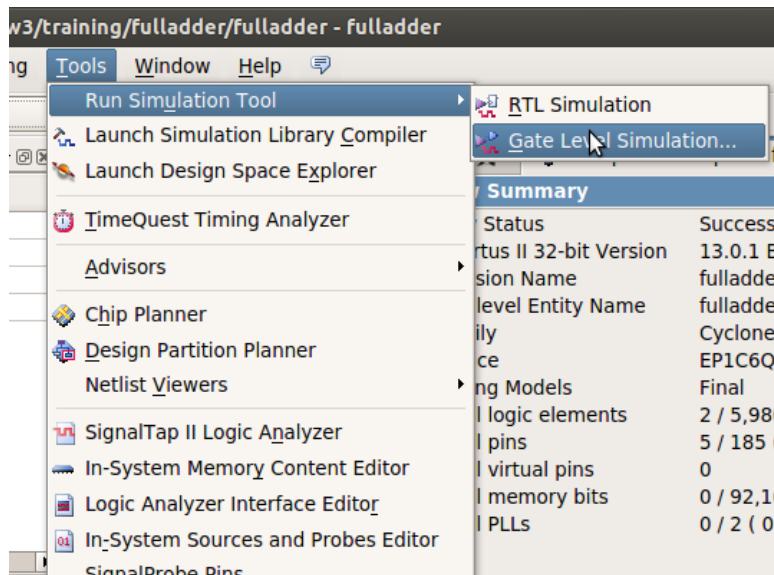 w3/training/fulladder/fulladder - fulladder
ng Tools Window Help
Run Simulation Tool
RTL Simulation
Launch Simulation Library Compiler
Gate Level Simulation...
Launch Design Space Explorer
Summary
TimeQuest Timing Analyzer
Status Success
rtus II 32-bit Version 13.0.1 B
Advisors
sion Name fulladde
Chip Planner
level Entity Name fulladde
ily Cyclone
Design Partition Planner
ce EP1C6Q
Netlist Viewers
ng Models Final
l logic elements 2 / 5,980
SignalTap II Logic Analyzer
l pins 5 / 185
In-System Memory Content Editor
l virtual pins 0
Logic Analyzer Interface Editor
l memory bits 0 / 92,1
l PLLs 0 / 2 ( 0
In-System Sources and Probes Editor
SignalProbe Pins